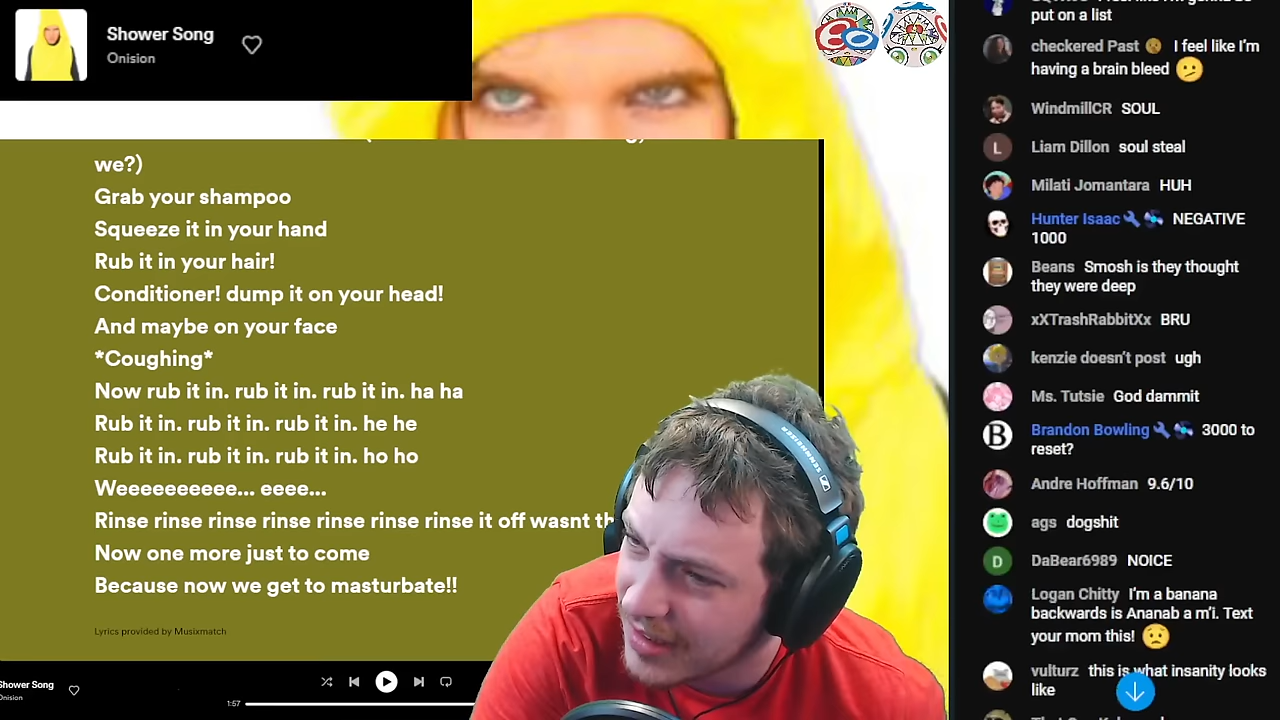 Shower Song
Onision
we?)
Grab your shampoo
Squeeze it in your hand
Rub it in your hair!
Conditioner! dump it on your head!
And maybe on your face
*Coughing*
Now rub it in. rub it in. rub it in. ha ha
Rub it in. rub it in. rub it in. he he
Rub it in. rub it in. rub it in. ho ho
Weeeeeeeeee... eeee...
Rinse rinse rinse rinse rinse rinse rinse it off wasnt
Now one more just to come
Because now we get to masturbate!!
Lyrics provided by Musixmatch
Shower Song
Onision
1:57
SENNHEISER
put on a list
checkered Past I feel like I'm
having a brain bleed
WindmillCR SOUL
L
Liam Dillon soul steal
Milati Jomantara HUH
Hunter Isaac NEGATIVE
1000
Beans Smosh is they thought
they were deep
xXTrashRabbitXx BRU
kenzie doesn't post ugh
Ms. Tutsie God dammit
B
Brandon Bowling 3000 to
reset?
Andre Hoffman 9.6/10
ags dogshit
D
DaBear6989 NOICE
Logan Chitty I'm a banana
backwards is Ananab a m'i. Text
your mom this!
vulturz this is what insanity looks
like